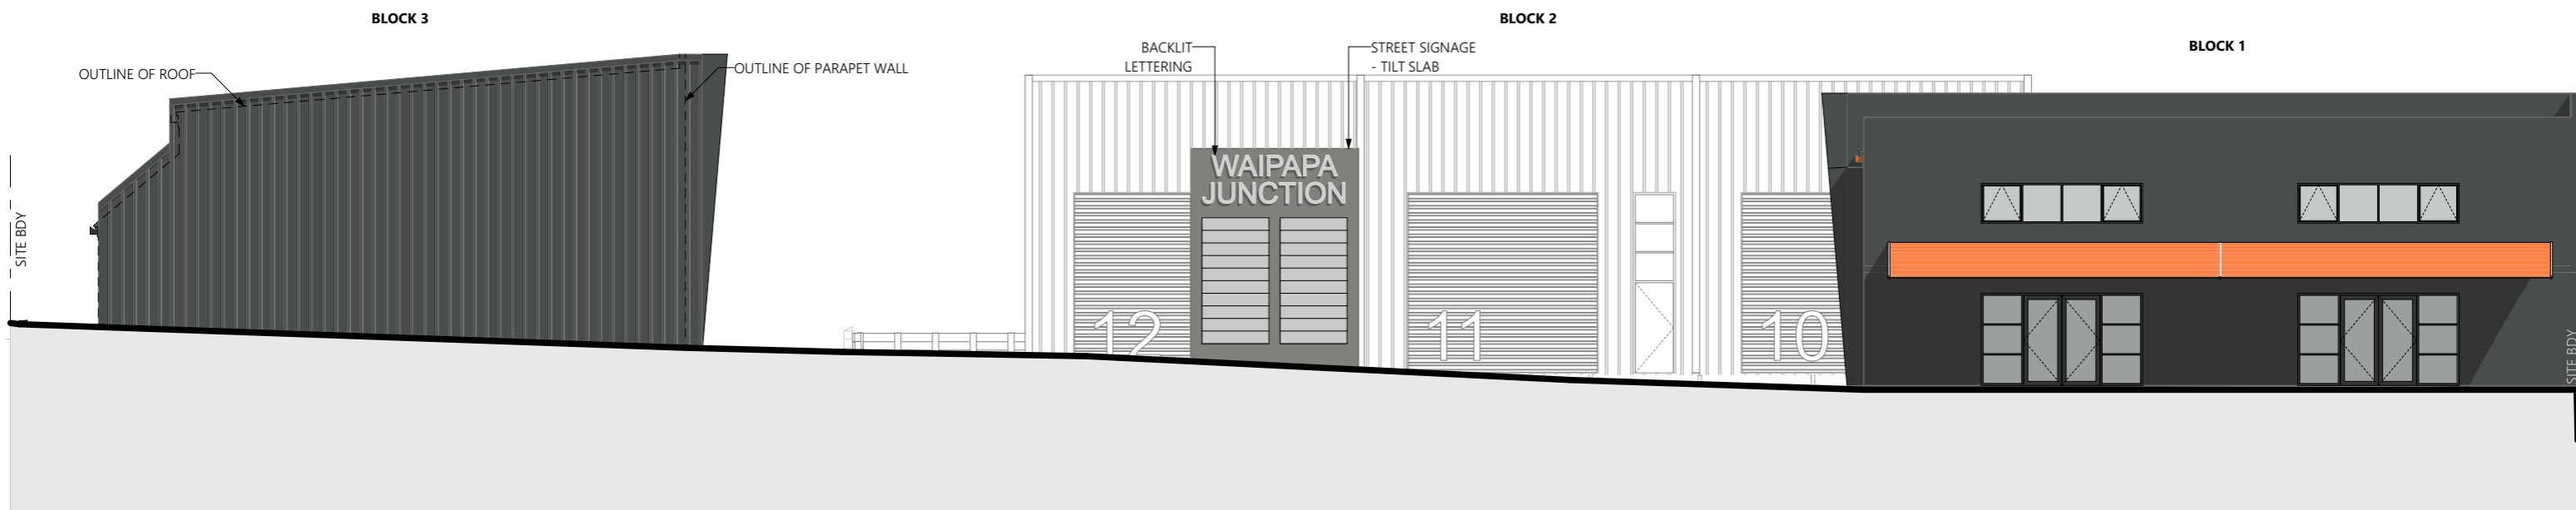 BLOCK 3
BLOCK 2
BLOCK 1
BACKLIT
LETTERING
STREET SIGNAGE
- TILT SLAB
OUTLINE OF ROOF
OUTLINE OF PARAPET WALL
WAIPAPA
JUNCTION
SITE BDY
12
11
10
SITE BDY